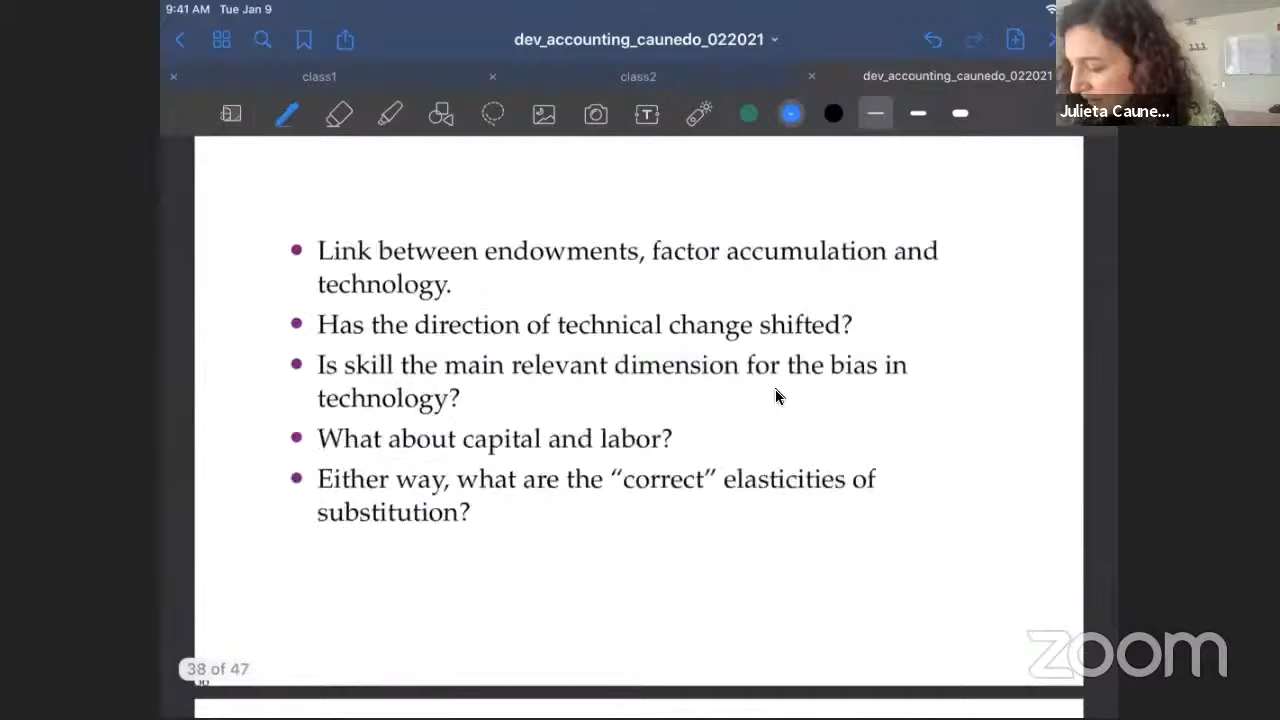 9:41 AM Tue Jan 9
dev_accounting_caunedo_022021
class1
class2
dev_accounting_caunedo_022021
Julieta Caune...
• Link between endowments, factor accumulation and
technology.
• Has the direction of technical change shifted?
• Is skill the main relevant dimension for the bias in
technology?
• What about capital and labor?
• Either way, what are the “correct” elasticities of
substitution?
38 of 47
zoom